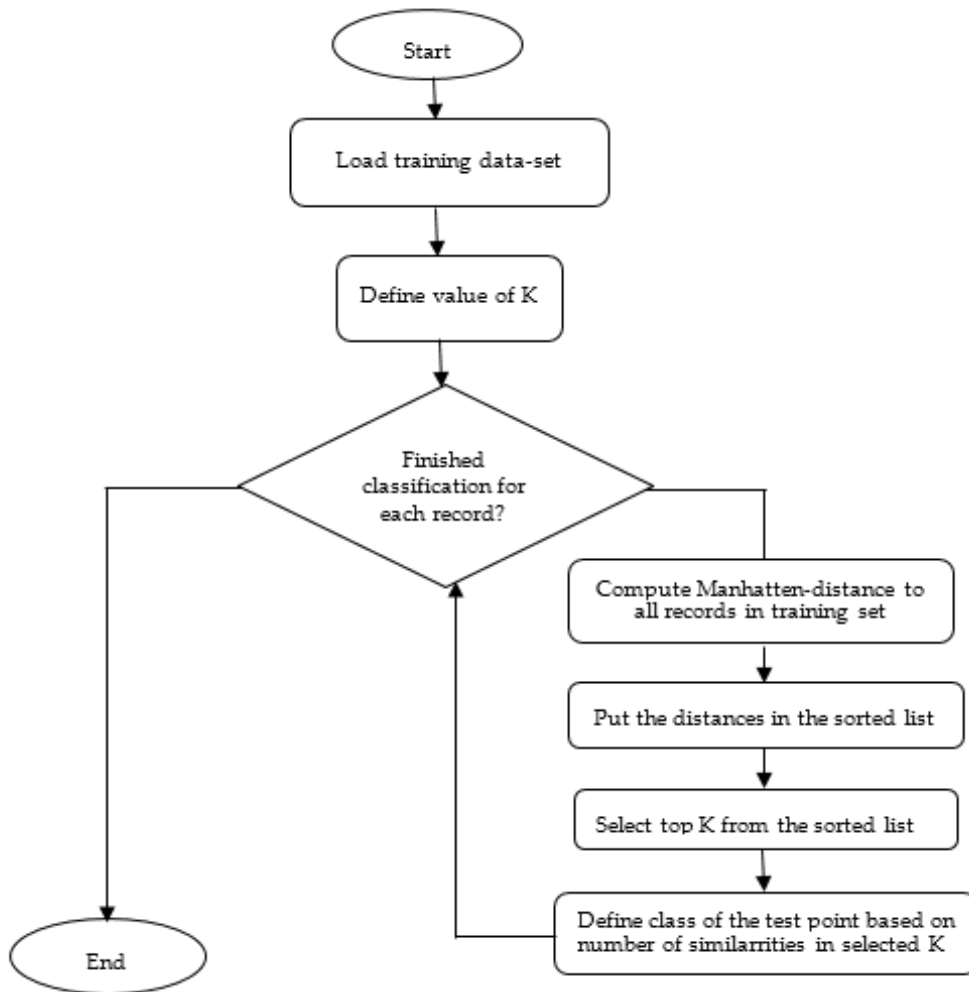 Start
Load training data-set
Define value of K
Finished
classification for
each record?
Compute Manhatten-distance to
all records in training set
Put the distances in the sorted list
Select top K from the sorted list
Define class of the test point based on
number of similarrities in selected K
End